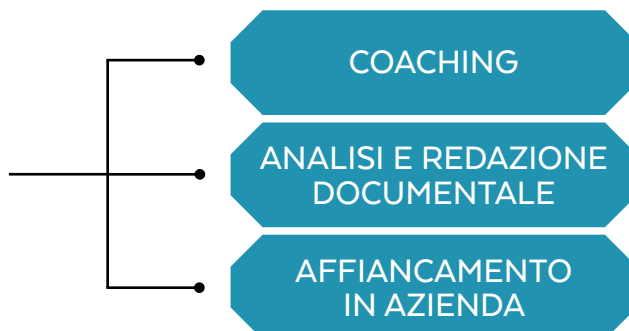 COACHING
ANALISI E REDAZIONE
DOCUMENTALE
AFFIANCAMENTO
IN AZIENDA